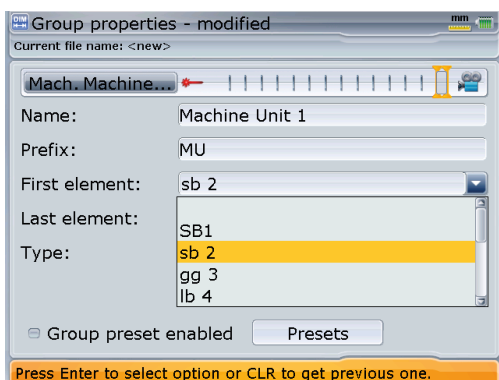 DIM
Group properties - modified
mm
Current file name: <new>
Mach. Machine...
Name:
Machine Unit 1
Prefix:
MU
First element:
sb 2
Last element:
SB1
Type:
sb 2
gg 3
lb 4
Group preset enabled
Presets
Press Enter to select option or CLR to get previous one.